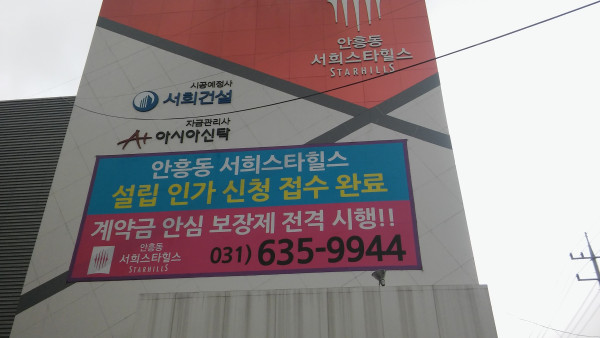 안흥동
서희스타힐스
STARHILLS
시공예정사
서희건설
자금관리사
아시아신탁
안흥동 서희스타힐스
설립 인가 신청 접수 완료
계약금 안심 보장제 전격 시행!!
안흥동
서희스타힐스
STARHILLS
031) 635-9944